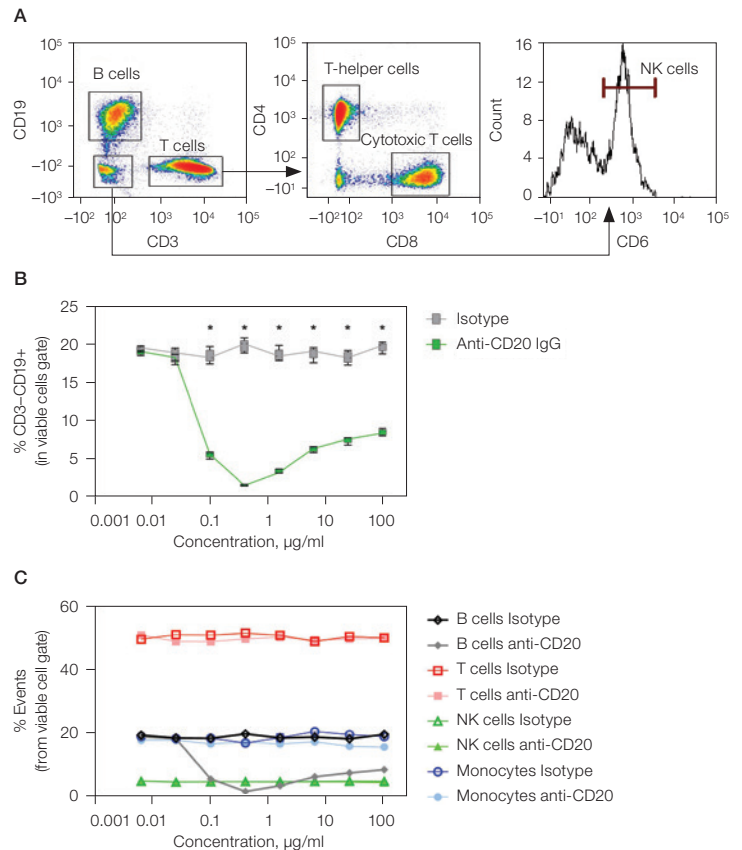 A
10⁵
10⁴
10³
–10²
–10³
CD19
B cells
T cells
–10² 10² 10³ 10⁴ 10⁵
CD3
10⁵
10⁴
10³
10²
–10¹
CD4
T-helper cells
Cytotoxic T cells
–10²10² 10³ 10⁴ 10⁵
CD8
16
12
8
4
0
Count
NK cells
–10¹ 10² 10³ 10⁴ 10⁵
CD6
B
25
20
15
10
5
0
% CD3–CD19+
(in viable cells gate)
* * * * * *
0.001 0.01 0.1 1 10 100
Concentration, µg/ml
Isotype
Anti-CD20 IgG
C
60
40
20
0
% Events
(from viable cell gate)
0.001 0.01 0.1 1 10 100
Concentration, µg/ml
B cells Isotype
B cells anti-CD20
T cells Isotype
T cells anti-CD20
NK cells Isotype
NK cells anti-CD20
Monocytes Isotype
Monocytes anti-CD20